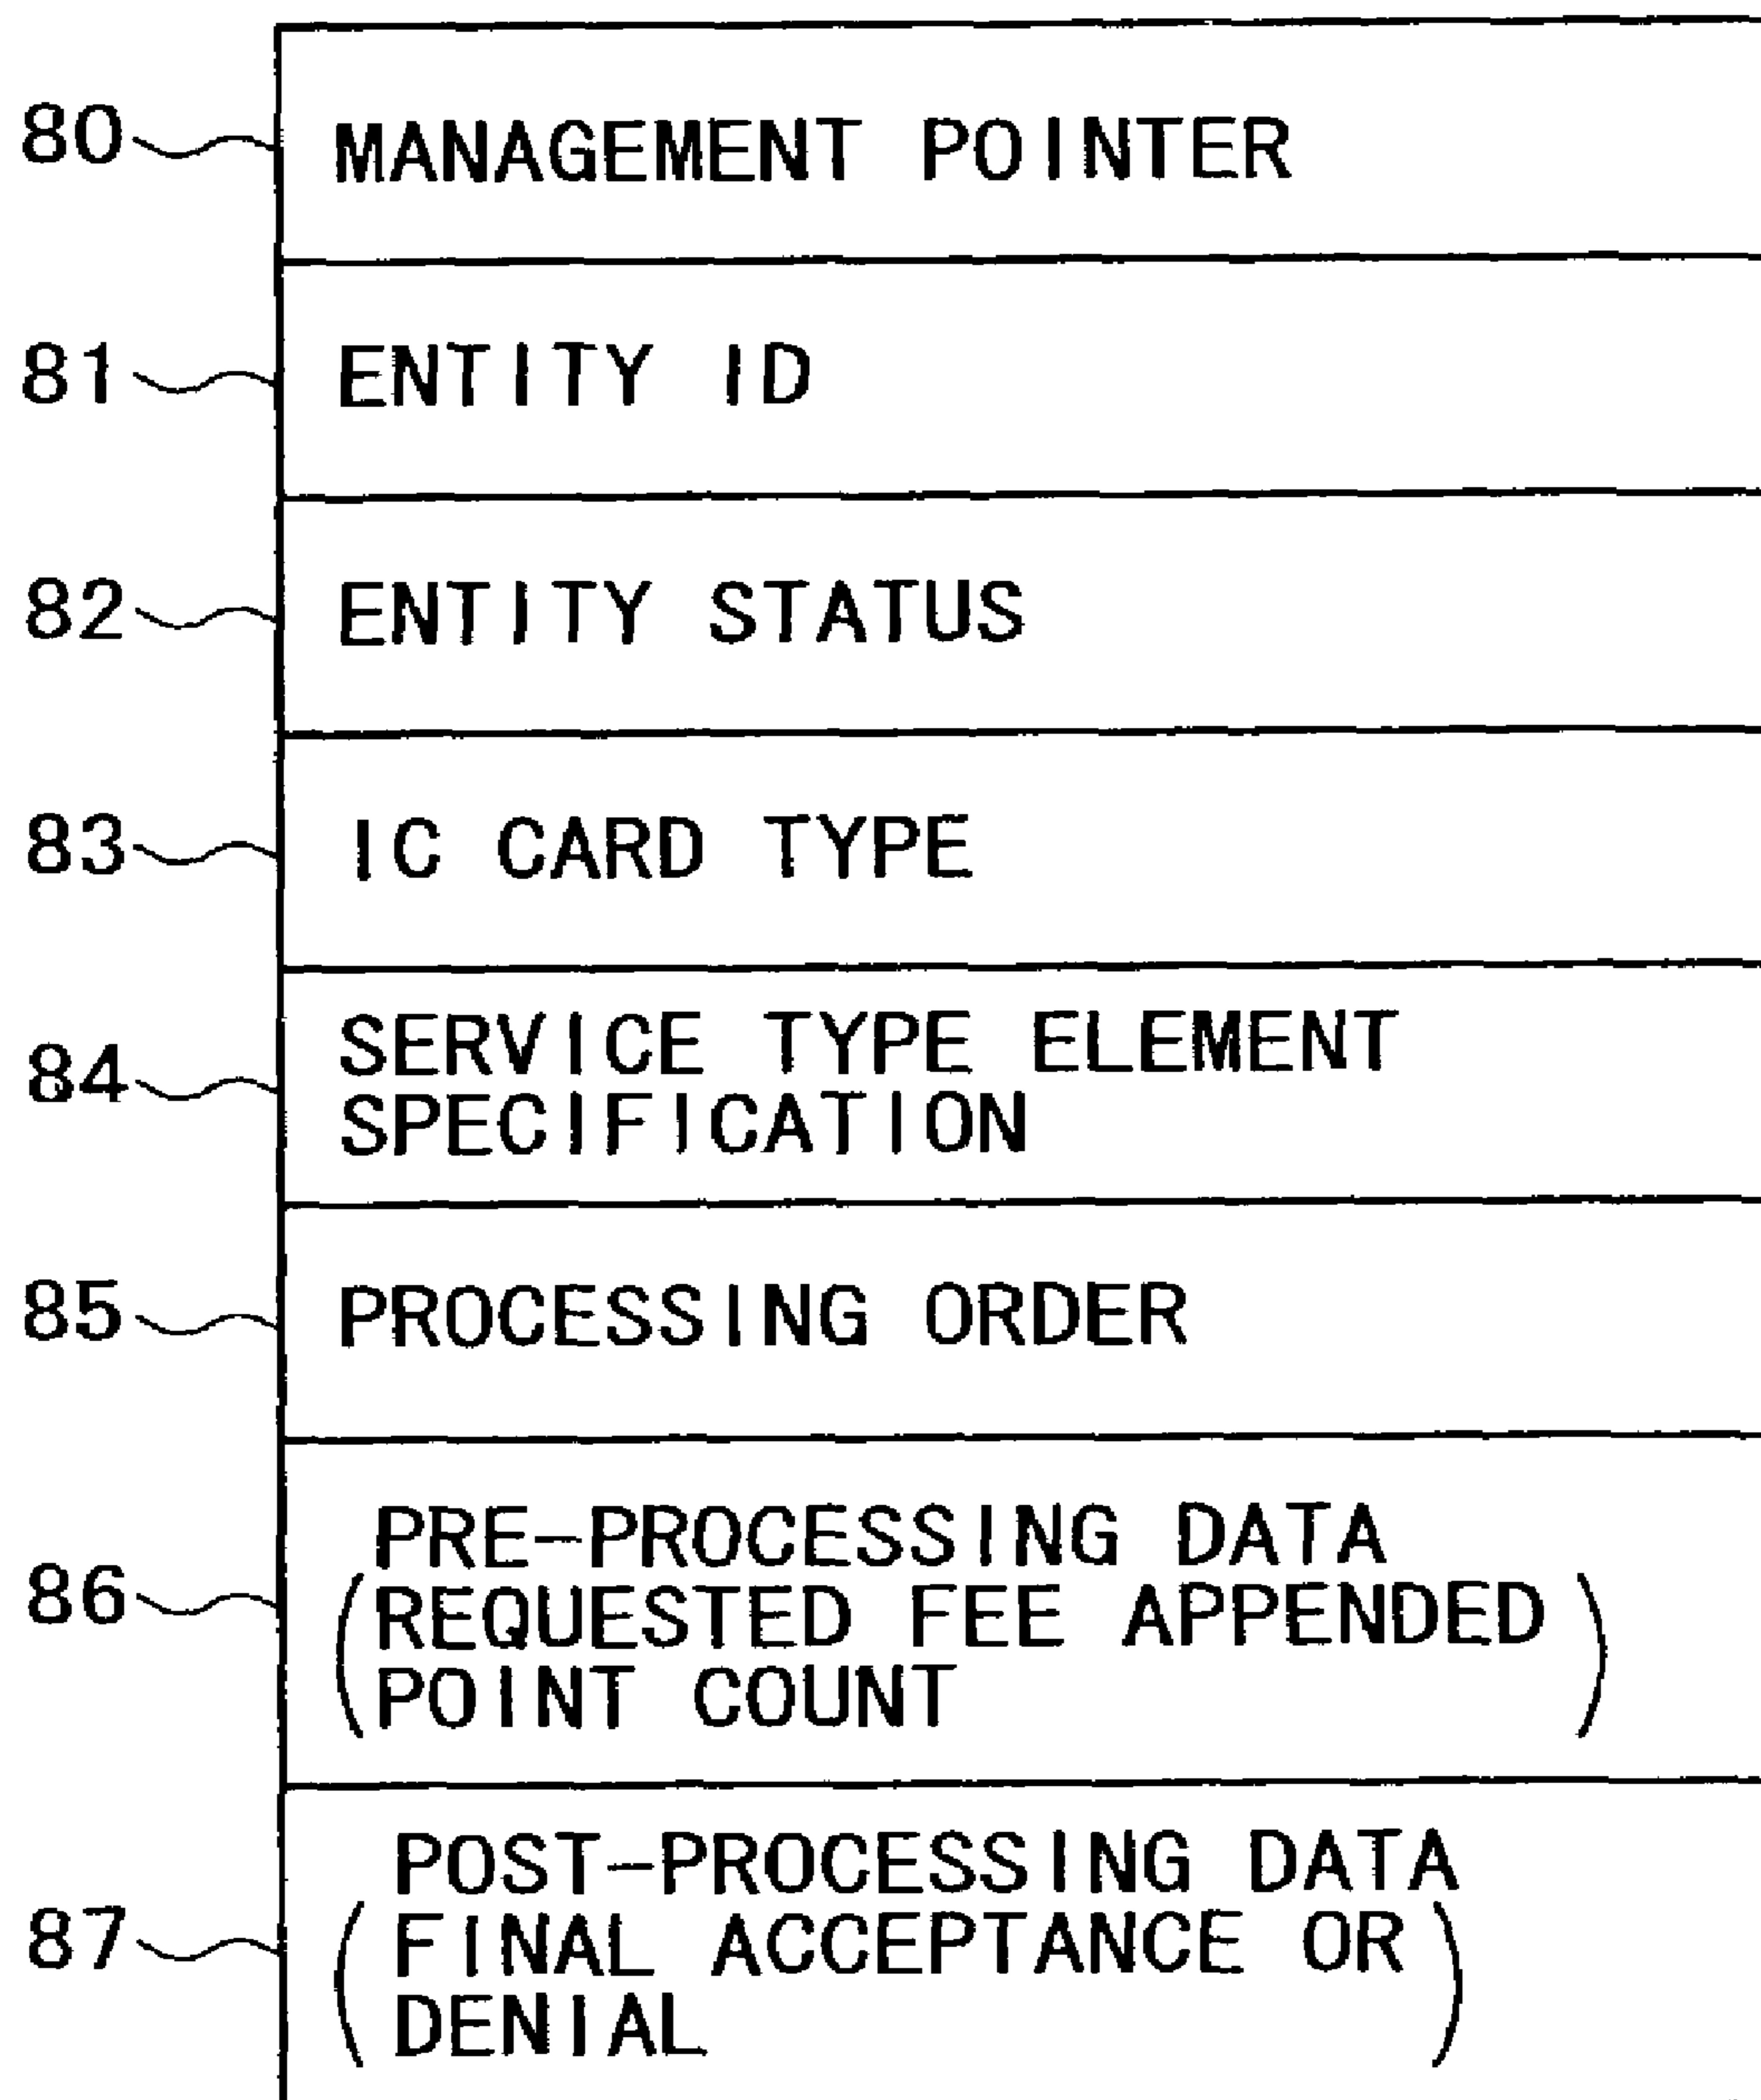 80 MANAGEMENT POINTER
81 ENTITY ID
82 ENTITY STATUS
83 IC CARD TYPE
84 SERVICE TYPE ELEMENT
SPECIFICATION
85 PROCESSING ORDER
PRE-PROCESSING DATA
86 (REQUESTED FEE APPENDED
POINT COUNT)
POST-PROCESSING DATA
87 (FINAL ACCEPTANCE OR
DENIAL)